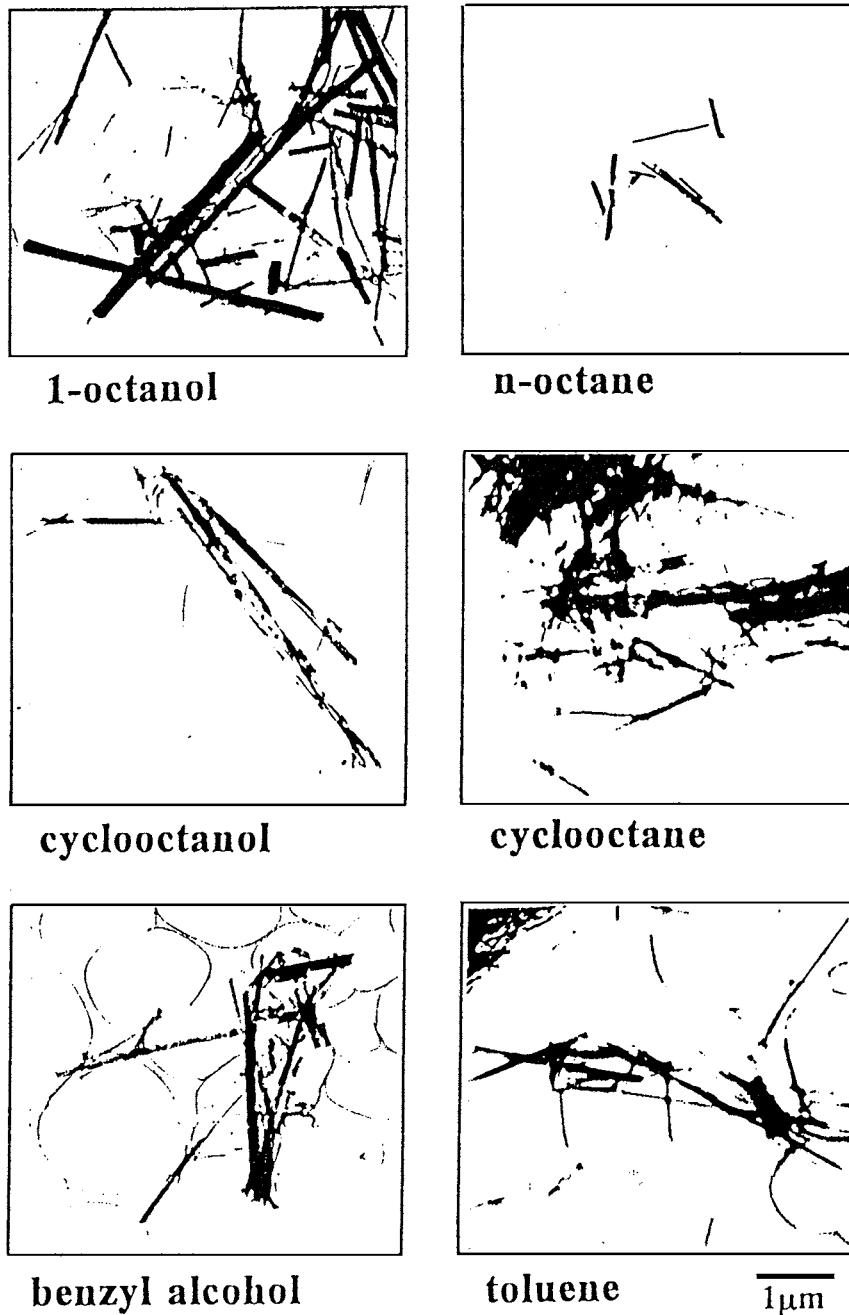 1-octanol
n-octane
cyclooctanol
cyclooctane
benzyl alcohol
toluene
1μm